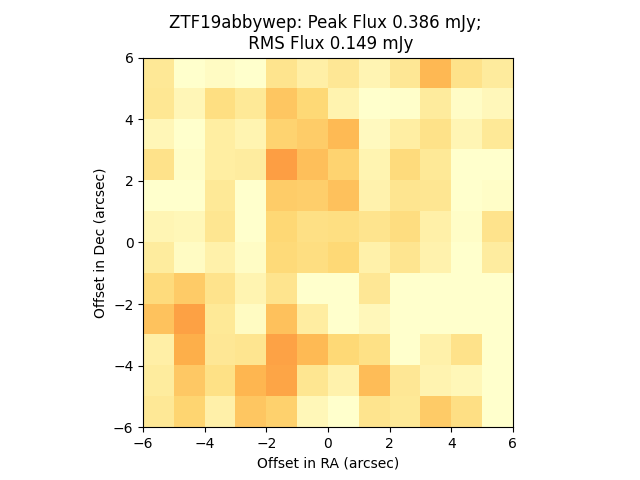 ZTF19abbywep: Peak Flux 0.386 mJy;
RMS Flux 0.149 mJy
6
4
2
0
−2
−4
−6
Offset in Dec (arcsec)
−6 −4 −2 0 2 4 6
Offset in RA (arcsec)